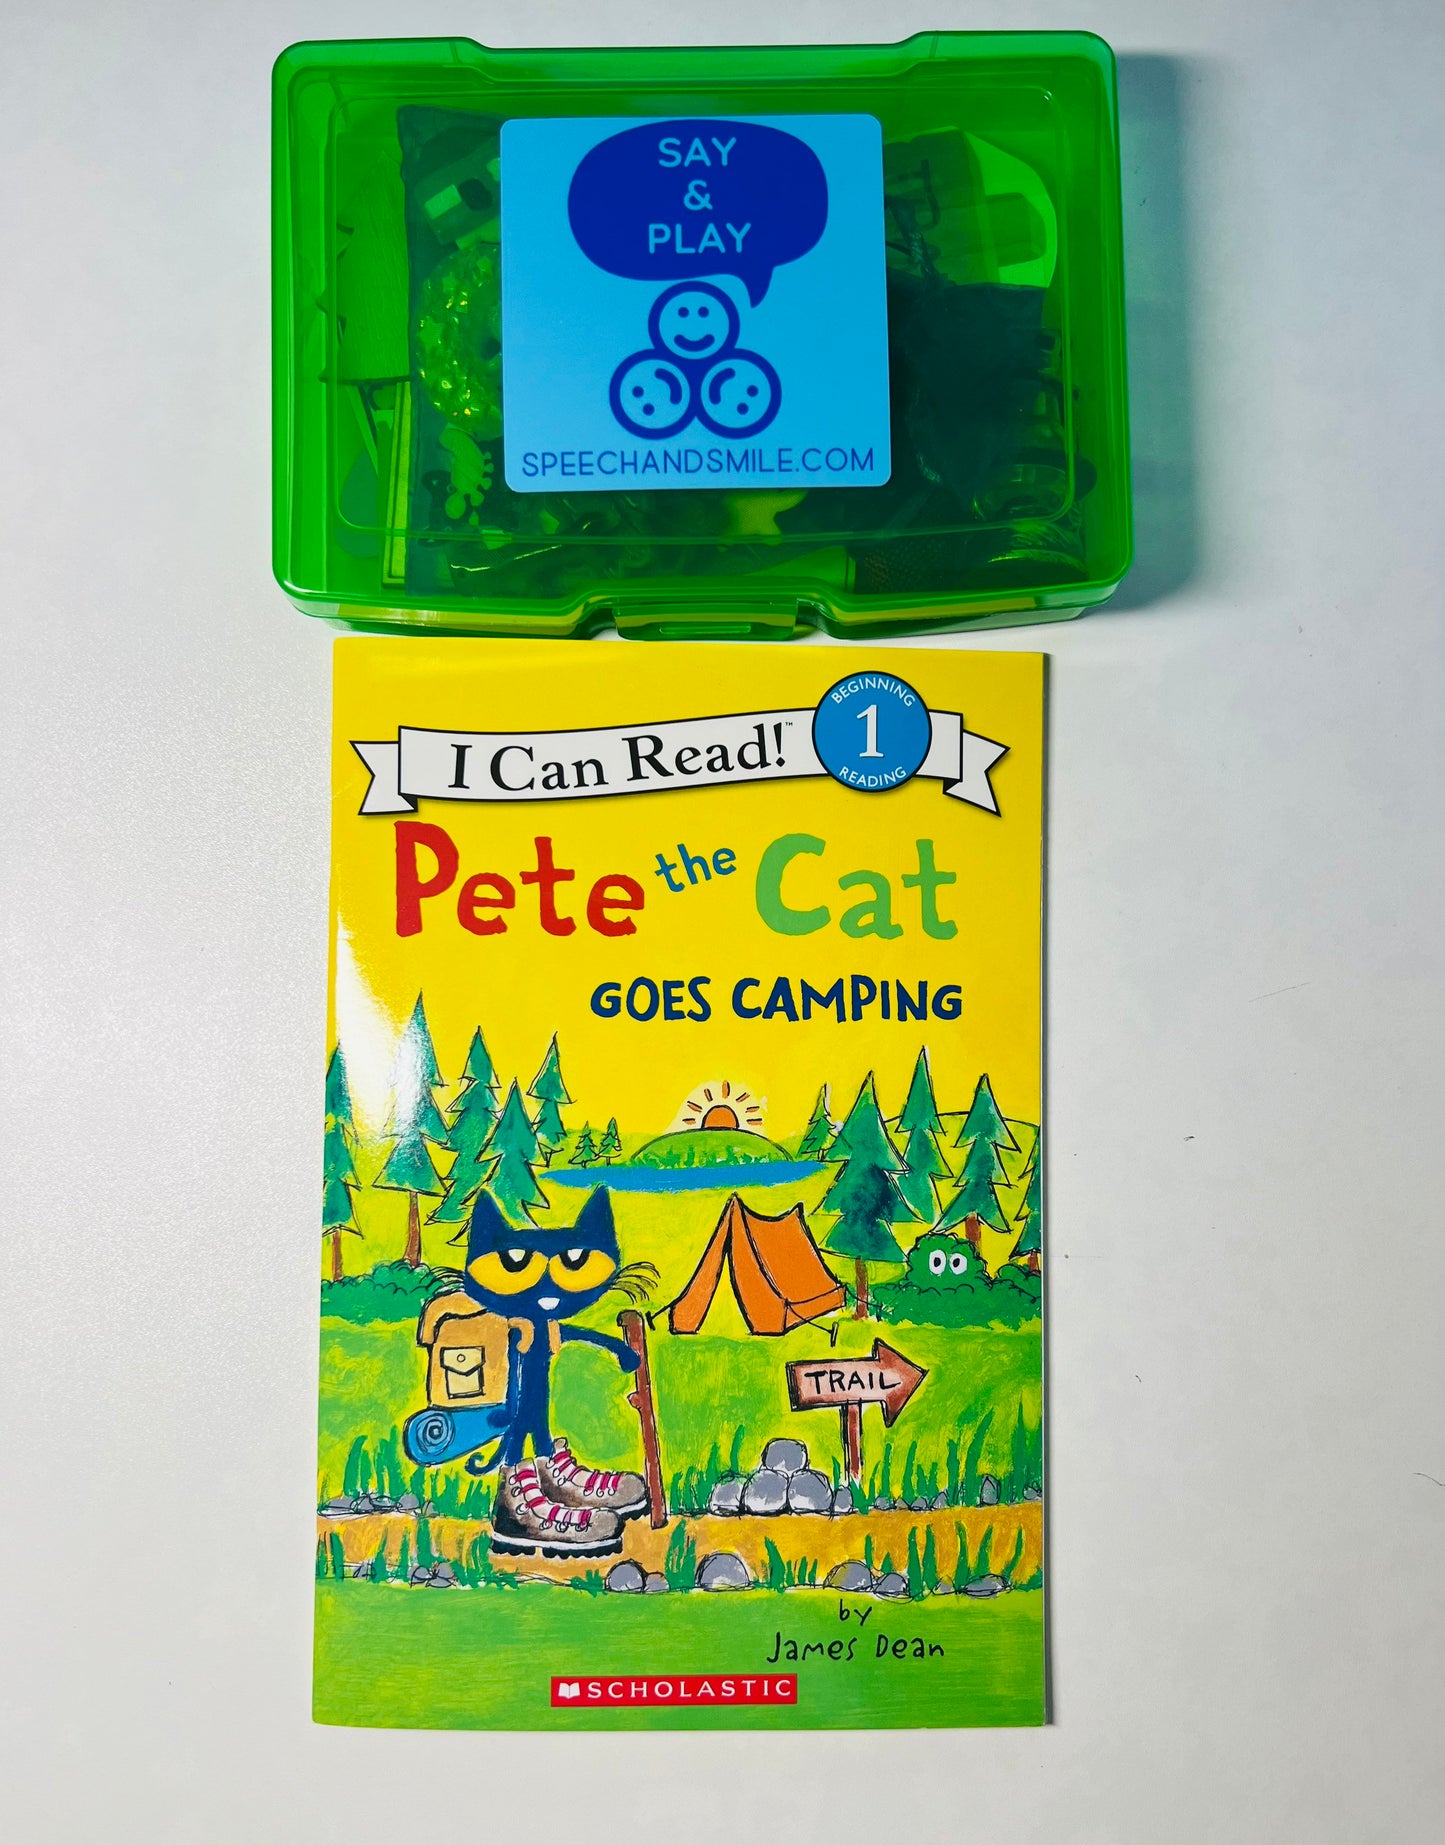 SAY
&
PLAY
SPEECHANDSMILE.COM
I Can Read!™
BEGINNING
1
READING
Pete the Cat
GOES CAMPING
TRAIL
by
James Dean
SCHOLASTIC